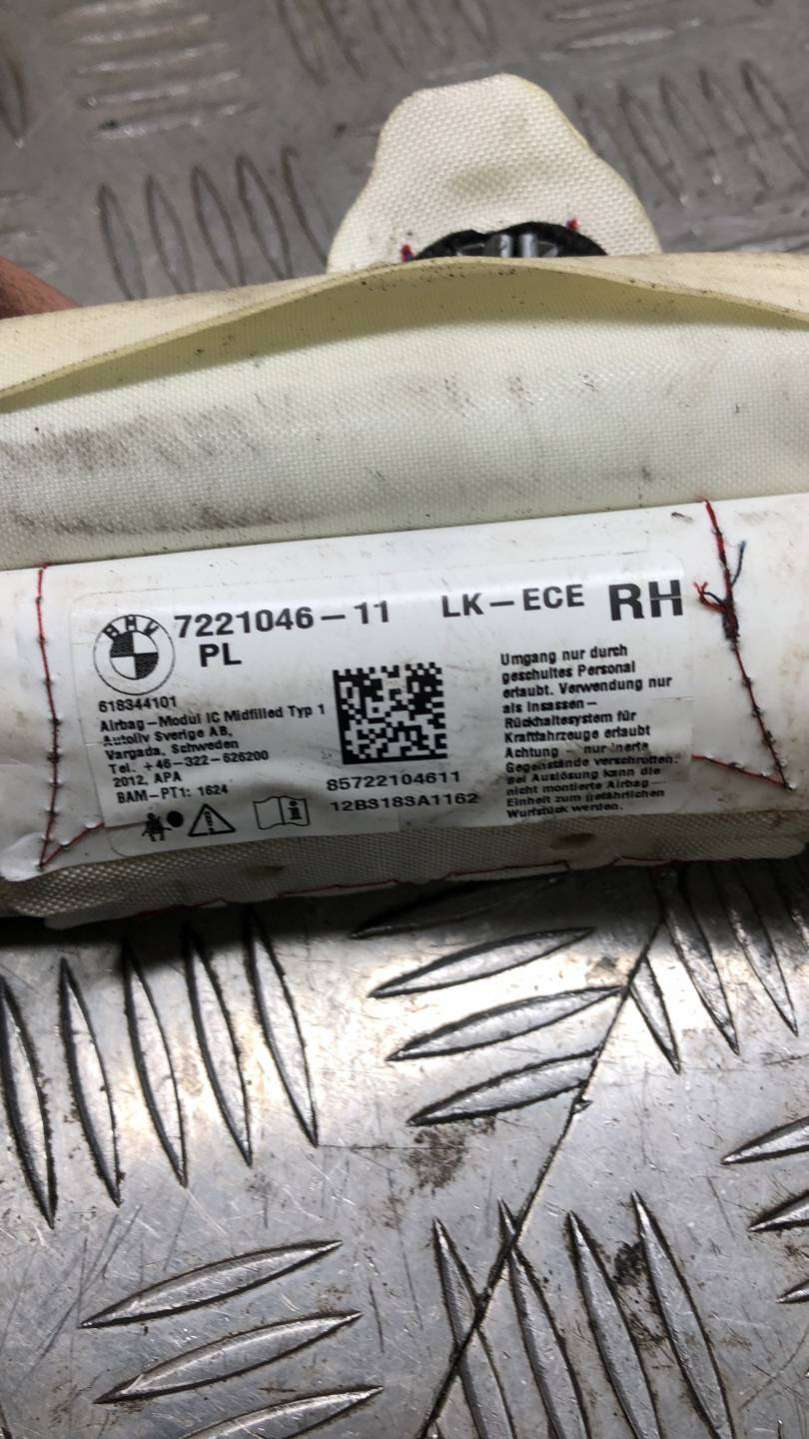 BMW
7221046-11 LK-ECE RH
PL
618344101
Airbag-Modul IC Midfilled Typ 1
Autoliv Sverige AB,
Vargada, Schweden
Tel. +46-322-626200
2012, APA
BAM-PT1: 1624
85722104611
12B3183A1162
Umgang nur durch
geschultes Personal
erlaubt. Verwendung nur
als Insassen-
Rückhaltesystem für
Kraftfahrzeuge erlaubt
Achtung - nur inerte
Gegenstände verschrotten.
Bei Auslösung kann die
nicht montierte Airbag-
Einheit zum gefährlichen
Wurfstück werden.